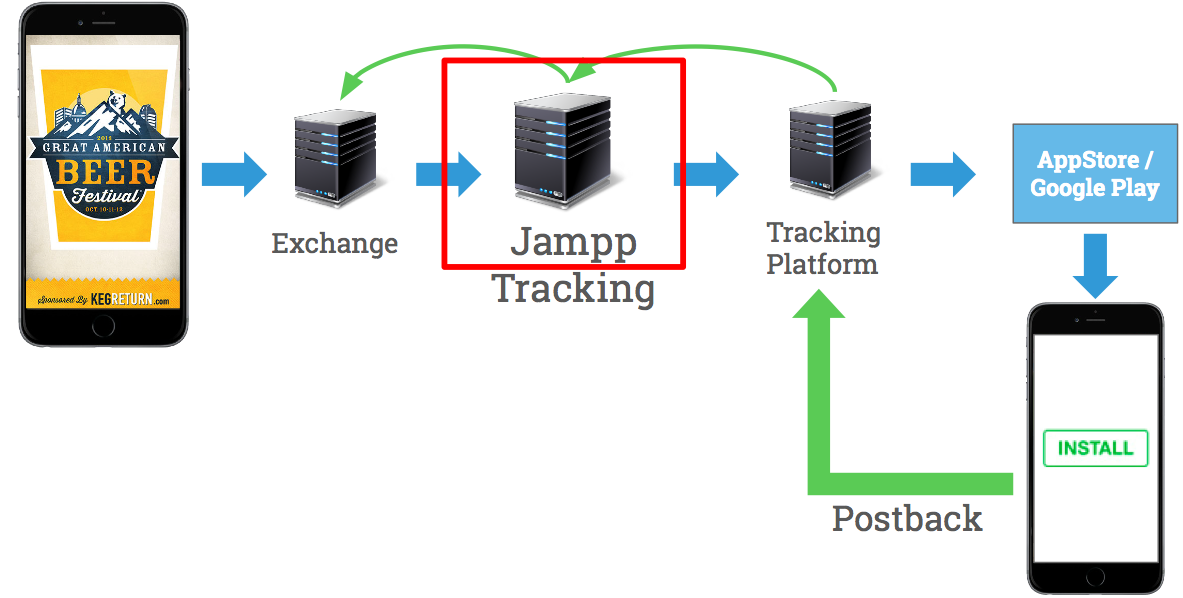 2019
GREAT AMERICAN
BEER
Festival
OCT 10·11·12
Sponsored By KEGRETURN.com
Exchange
Jampp
Tracking
Tracking
Platform
AppStore /
Google Play
INSTALL
Postback